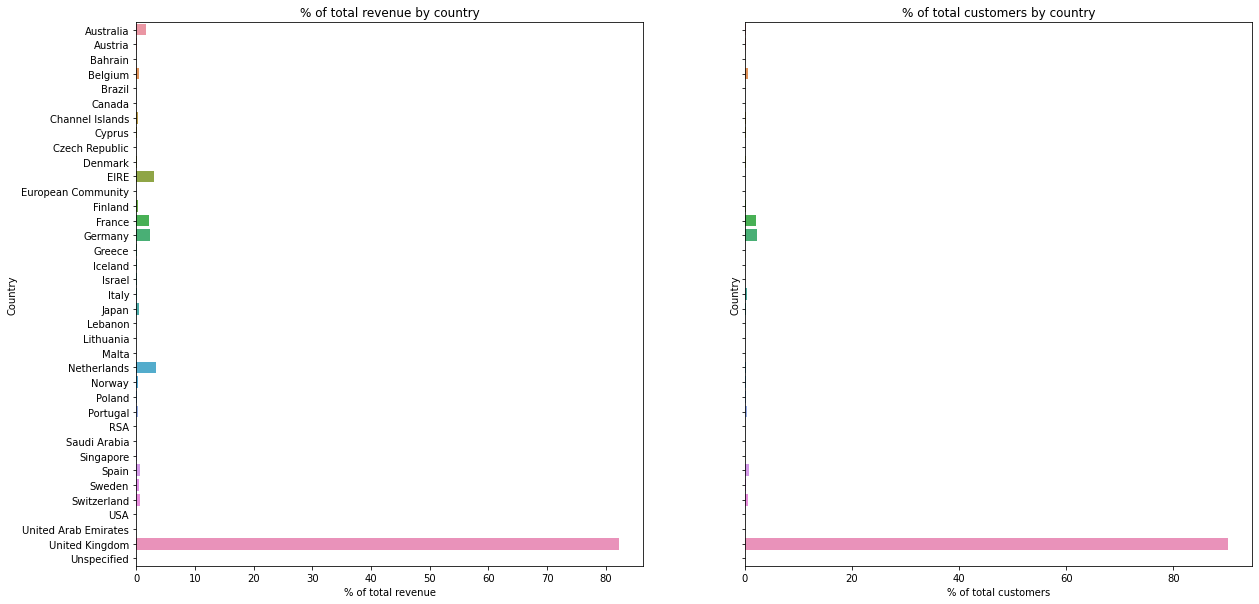 % of total revenue by country
Country
Australia
Austria
Bahrain
Belgium
Brazil
Canada
Channel Islands
Cyprus
Czech Republic
Denmark
EIRE
European Community
Finland
France
Germany
Greece
Iceland
Israel
Italy
Japan
Lebanon
Lithuania
Malta
Netherlands
Norway
Poland
Portugal
RSA
Saudi Arabia
Singapore
Spain
Sweden
Switzerland
USA
United Arab Emirates
United Kingdom
Unspecified
0 10 20 30 40 50 60 70 80
% of total revenue
% of total customers by country
Country
0 20 40 60 80
% of total customers